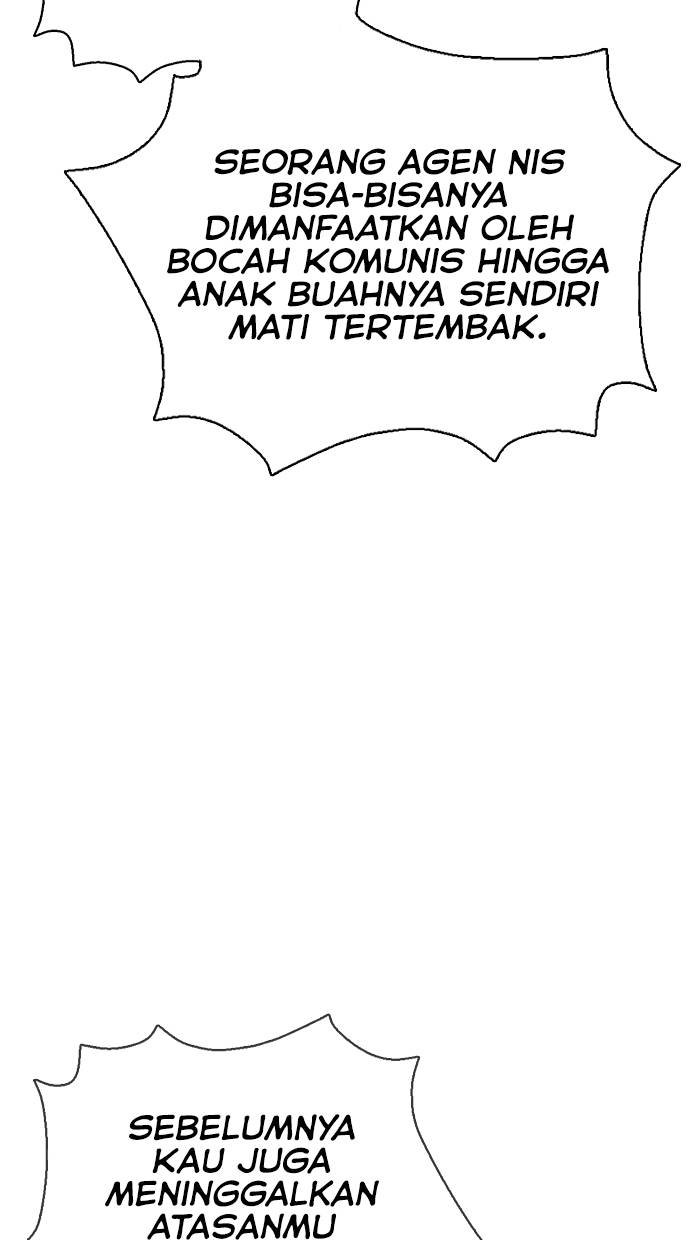 SEORANG AGEN NIS
BISA-BISANYA
DIMANFAATKAN OLEH
BOCAH KOMUNIS HINGGA
ANAK BUAHNYA SENDIRI
MATI TERTEMBAK.
SEBELUMNYA
KAU JUGA
MENINGGALKAN
ATASANMU